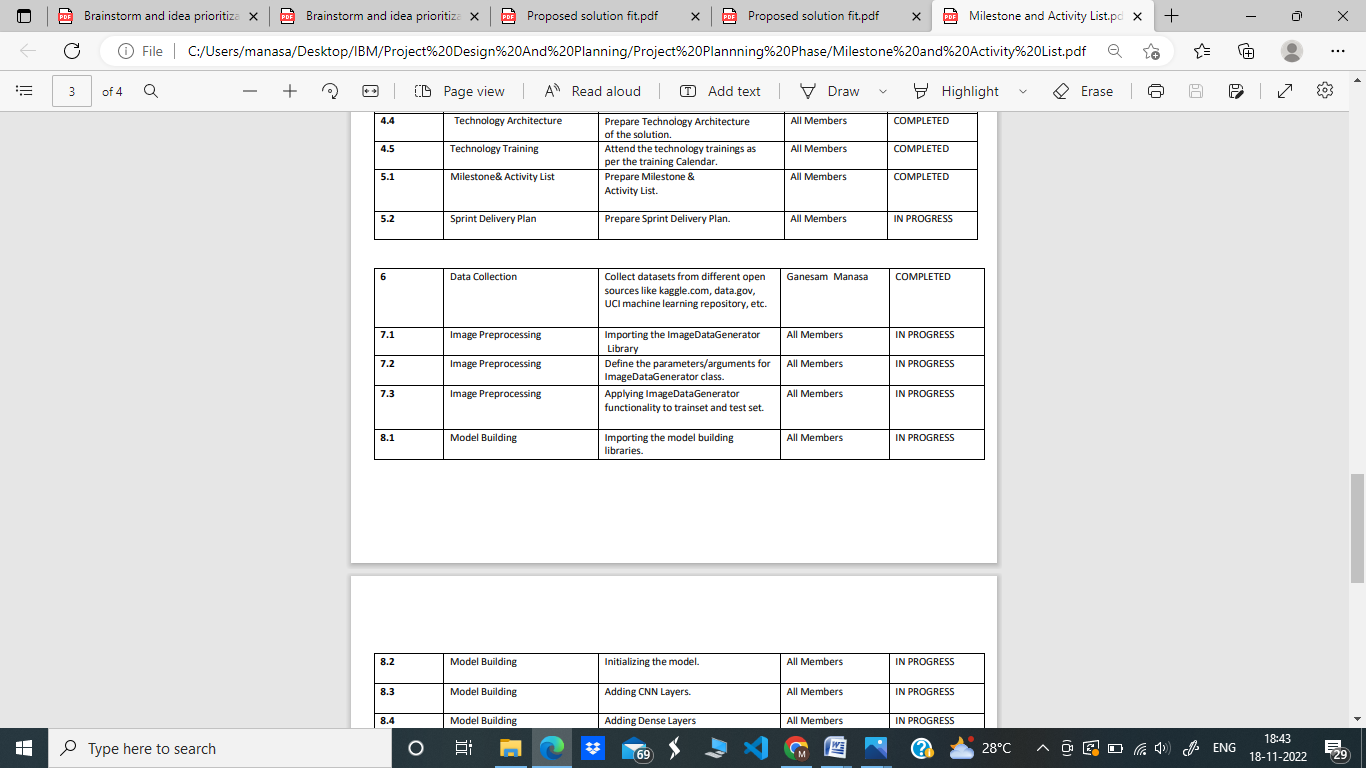 Brainstorm and idea prioritiza
Brainstorm and idea prioritiza
Proposed solution fit.pdf
Proposed solution fit.pdf
Milestone and Activity List.pd
File
C:/Users/manasa/Desktop/IBM/Project%20Design%20And%20Planning/Project%20Plannning%20Phase/Milestone%20and%20Activity%20List.pdf
3 of 4
Page view
Read aloud
Add text
Draw
Highlight
Erase
4.4 Technology Architecture Prepare Technology Architecture All Members COMPLETED
of the solution.
4.5 Technology Training Attend the technology trainings as All Members COMPLETED
per the training Calendar.
5.1 Milestone& Activity List Prepare Milestone & All Members COMPLETED
Activity List.
5.2 Sprint Delivery Plan Prepare Sprint Delivery Plan. All Members IN PROGRESS
6 Data Collection Collect datasets from different open Ganesam Manasa COMPLETED
sources like kaggle.com, data.gov,
UCI machine learning repository, etc.
7.1 Image Preprocessing Importing the ImageDataGenerator All Members IN PROGRESS
Library
7.2 Image Preprocessing Define the parameters/arguments for All Members IN PROGRESS
ImageDataGenerator class.
7.3 Image Preprocessing Applying ImageDataGenerator All Members IN PROGRESS
functionality to trainset and test set.
8.1 Model Building Importing the model building All Members IN PROGRESS
libraries.
8.2 Model Building Initializing the model. All Members IN PROGRESS
8.3 Model Building Adding CNN Layers. All Members IN PROGRESS
8.4 Model Building Adding Dense Layers All Members IN PROGRESS
Type here to search
69
M
28°C
ENG
18:43
18-11-2022
29